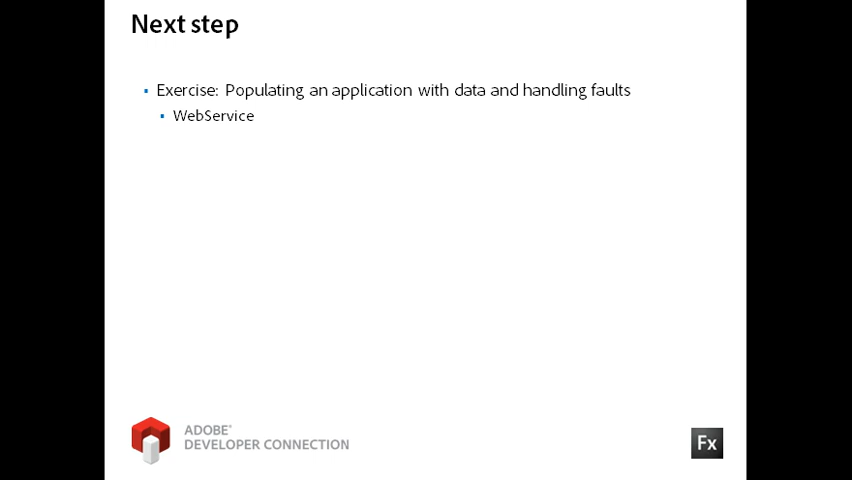 Next step
Exercise: Populating an application with data and handling faults
WebService
ADOBE®
DEVELOPER CONNECTION
Fx